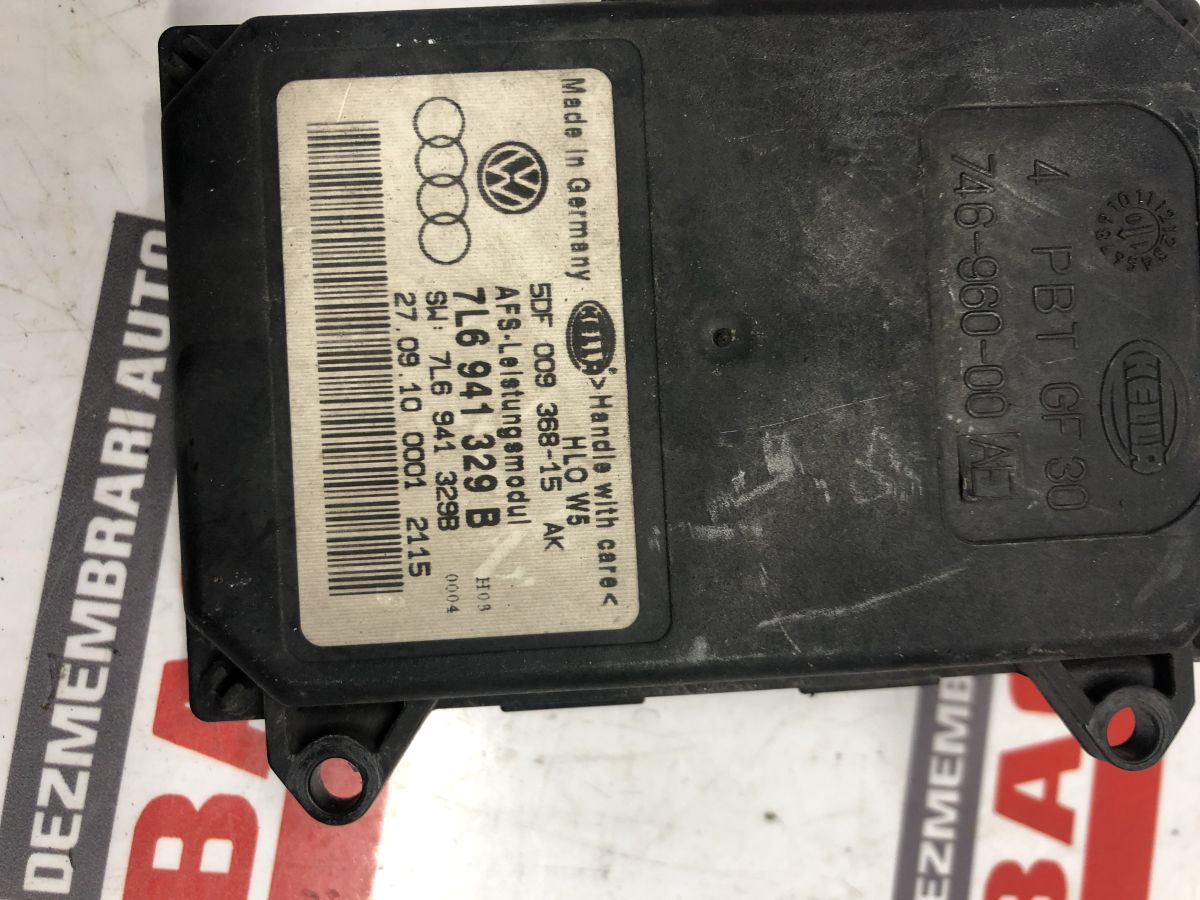 Made in Germany
HELLA
>Handle with care<
HLO W5
5DF 009 368-15 AK
AFS-Leistungsmodul
7L6 941 329 B
H08
SW: 7L6 941 329B
0004
27.09.10 0001 2115
HELLA
4 PBT GF 30
746-960-00 AE
DEZMEMBRARI AUTO
BA
DEZMEMB
BA